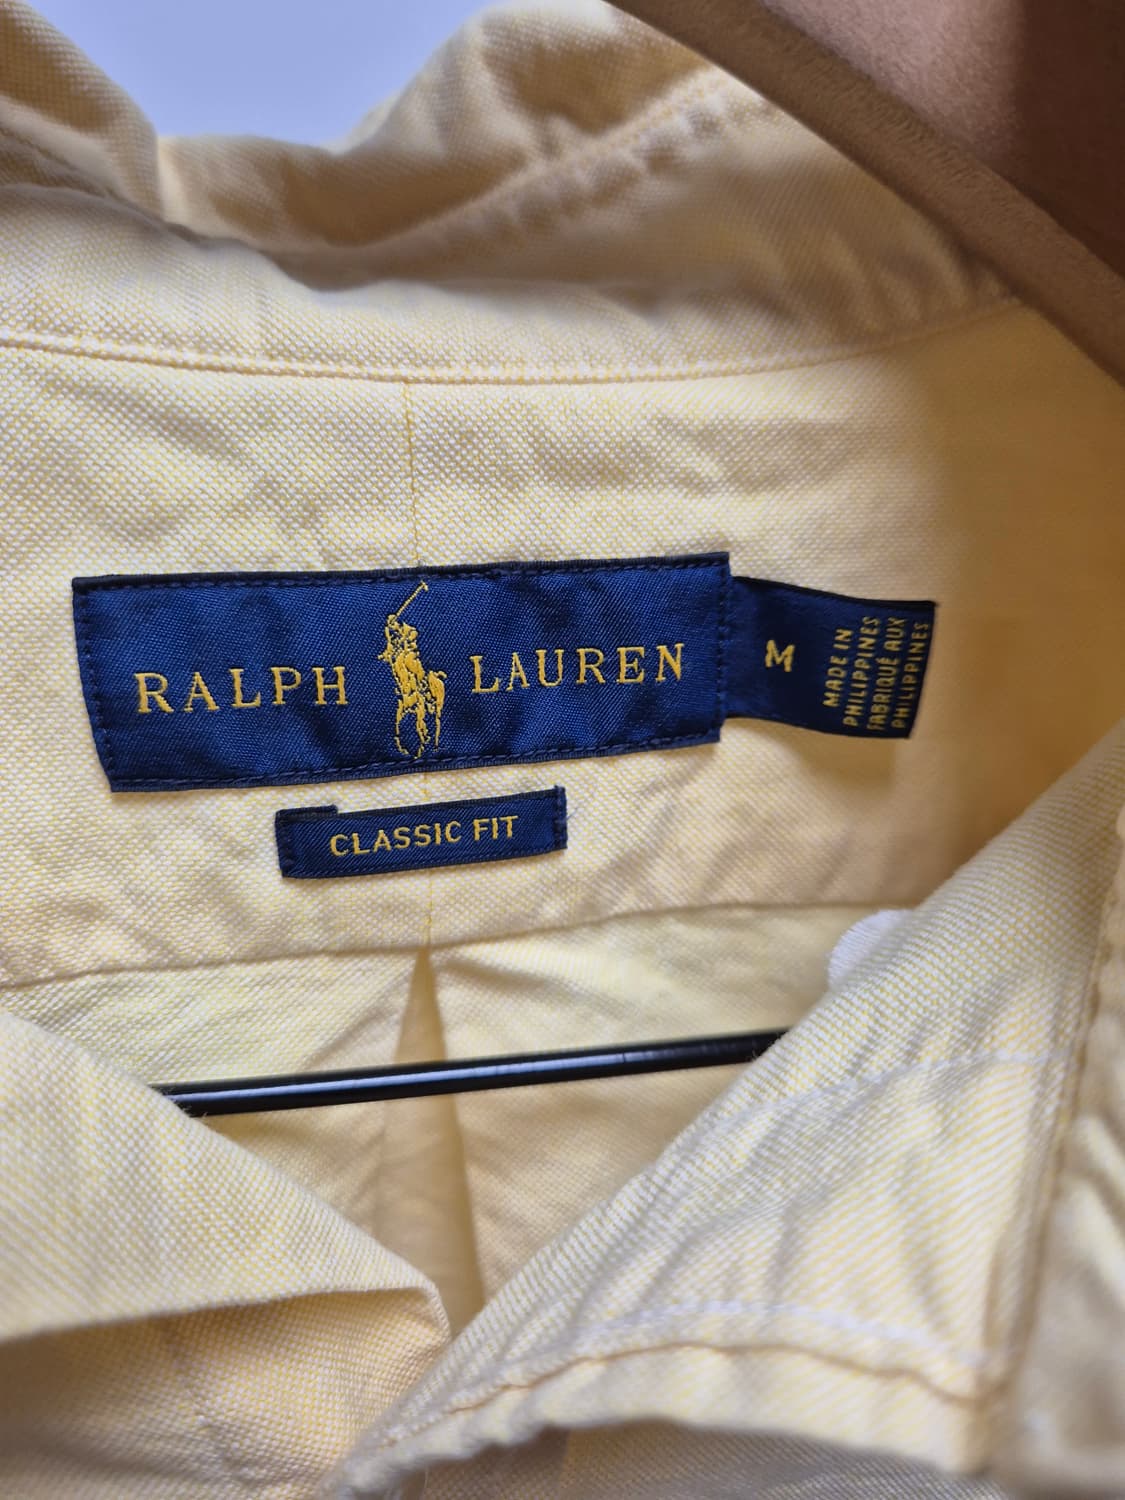 RALPH LAUREN
M
MADE IN
PHILIPPINES
FABRIQUÉ AUX
PHILIPPINES
CLASSIC FIT